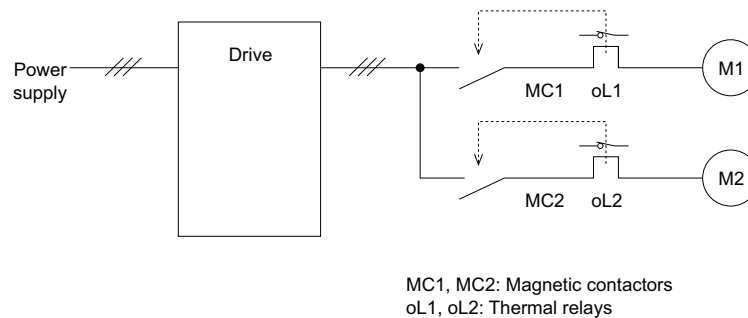 Drive
Power
supply
MC1
oL1
M1
MC2
oL2
M2
MC1, MC2: Magnetic contactors
oL1, oL2: Thermal relays